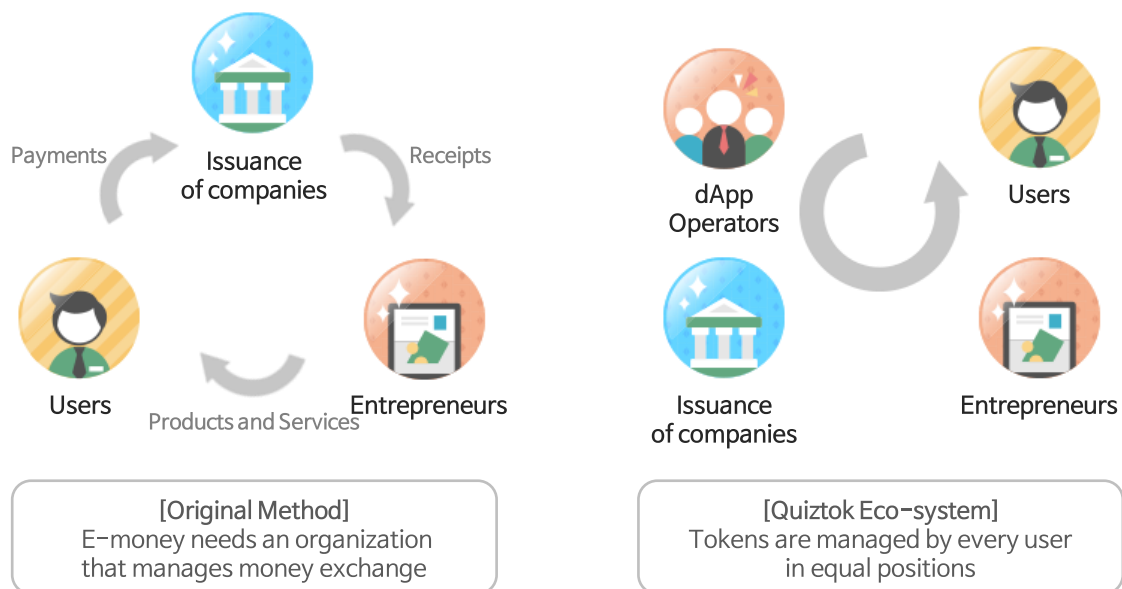 Payments
Receipts
Issuance
of companies
Users
Products and Services
Entrepreneurs
[Original Method]
E-money needs an organization
that manages money exchange
dApp
Operators
Users
Issuance
of companies
Entrepreneurs
[Quiztok Eco-system]
Tokens are managed by every user
in equal positions